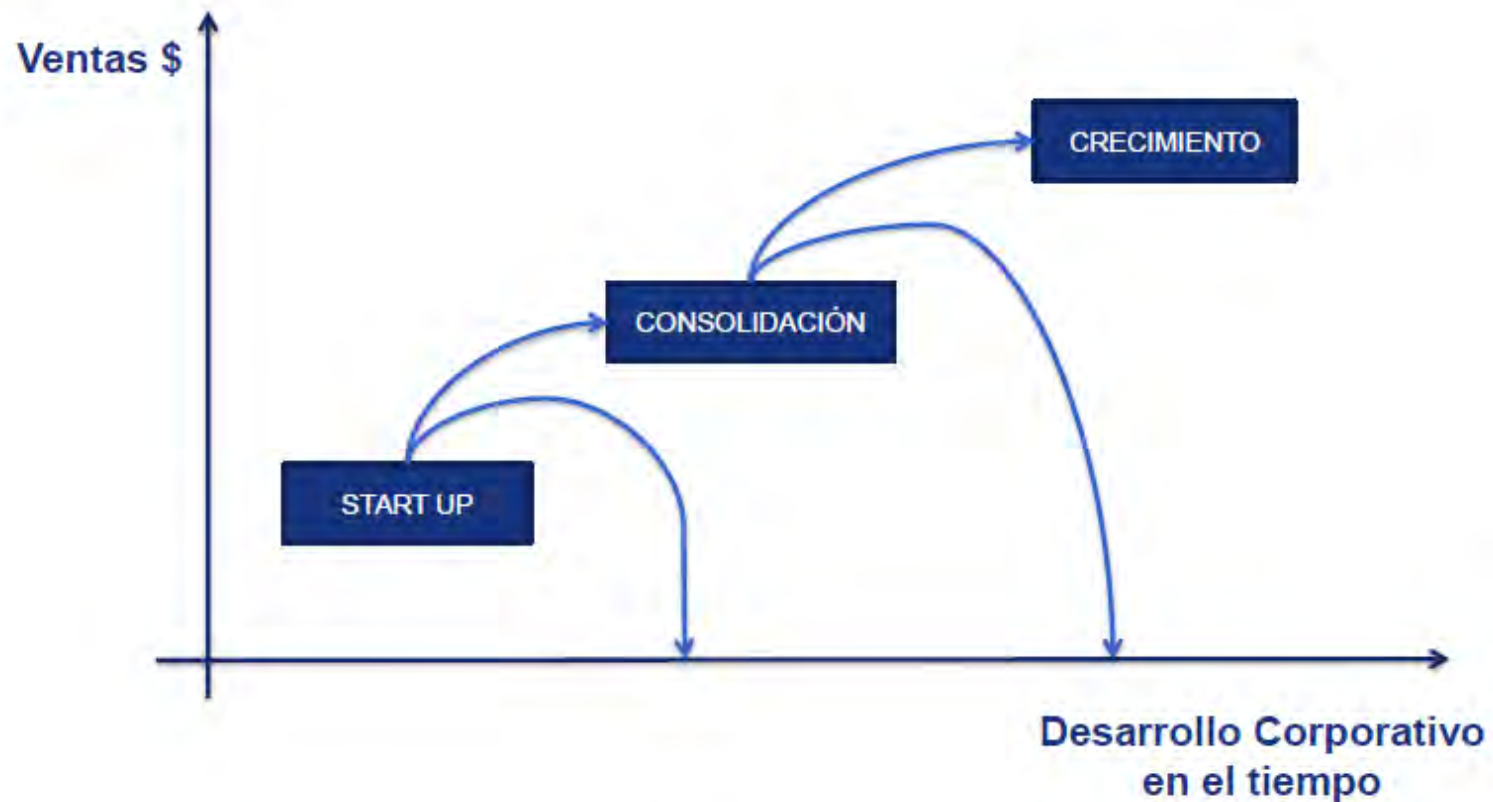 Ventas $
CRECIMIENTO
CONSOLIDACIÓN
START UP
Desarrollo Corporativo
en el tiempo